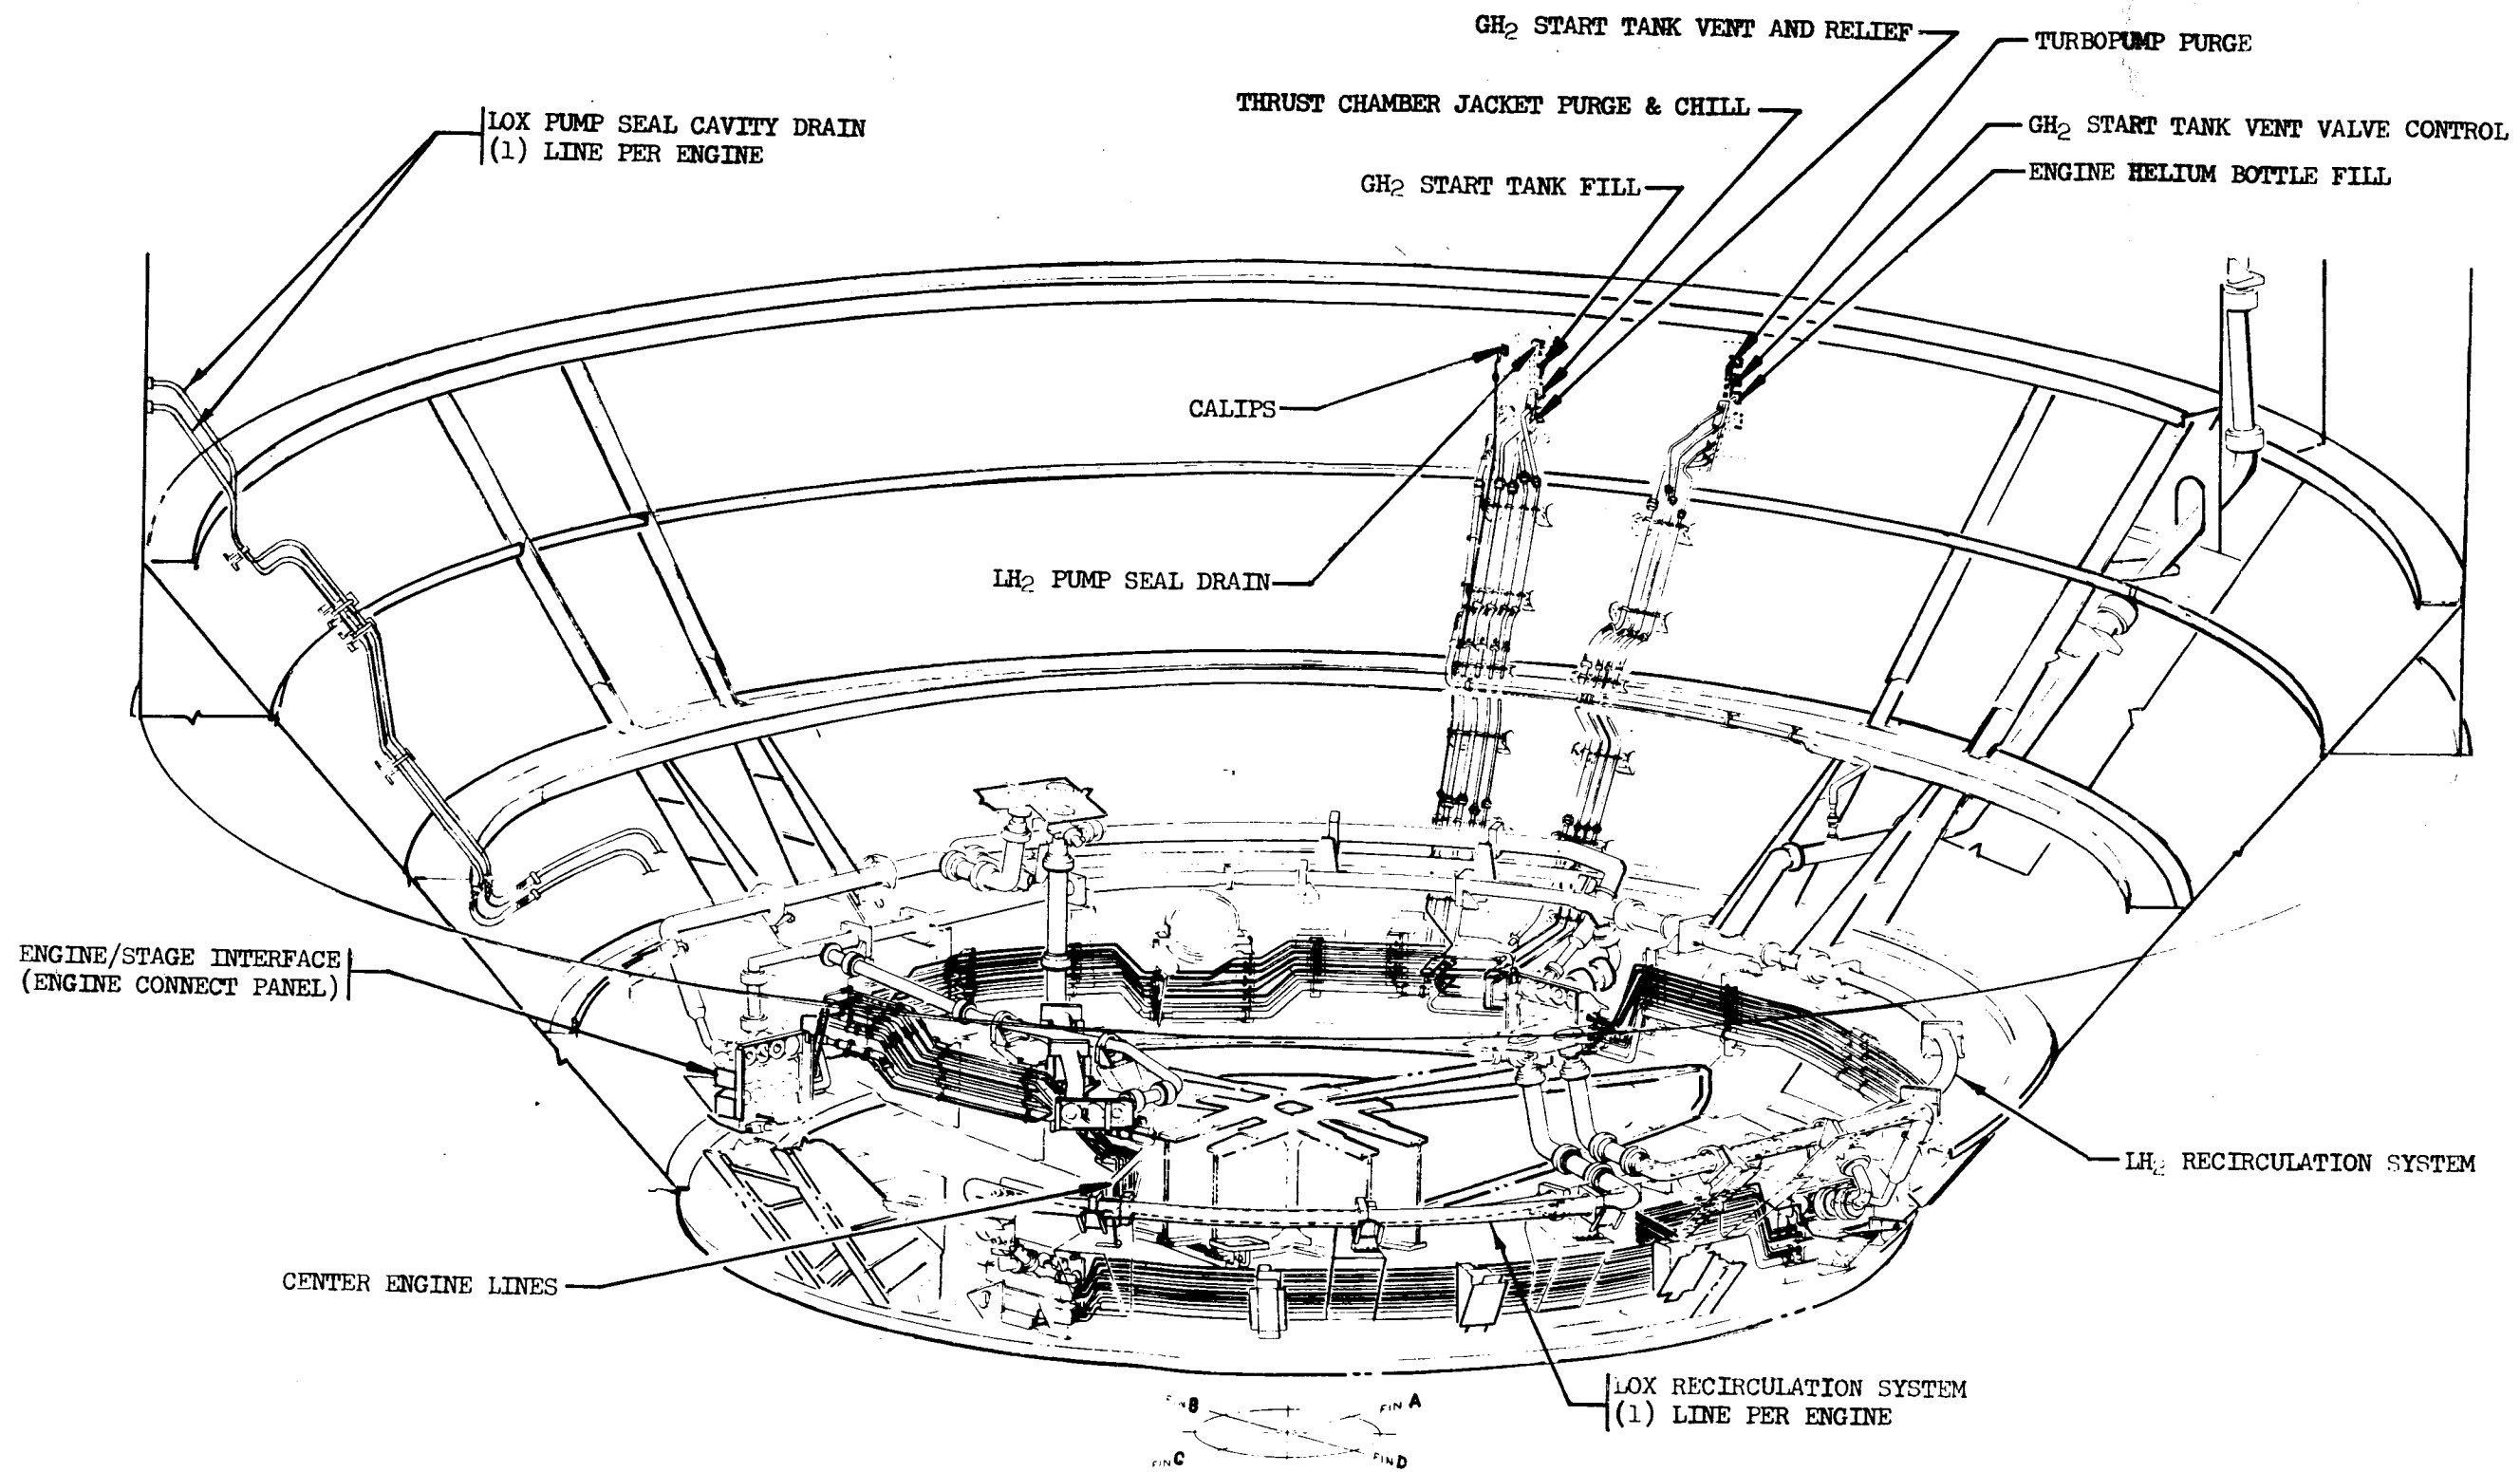 GH₂ START TANK VENT AND RELIEF
TURBOPUMP PURGE
THRUST CHAMBER JACKET PURGE & CHILL
LOX PUMP SEAL CAVITY DRAIN
(1) LINE PER ENGINE
GH₂ START TANK VENT VALVE CONTROL
GH₂ START TANK FILL
ENGINE HELIUM BOTTLE FILL
CALIPS
LH₂ PUMP SEAL DRAIN
ENGINE/STAGE INTERFACE
(ENGINE CONNECT PANEL)
LH₂ RECIRCULATION SYSTEM
CENTER ENGINE LINES
LOX RECIRCULATION SYSTEM
(1) LINE PER ENGINE
FIN B
FIN A
FIN C
FIN D